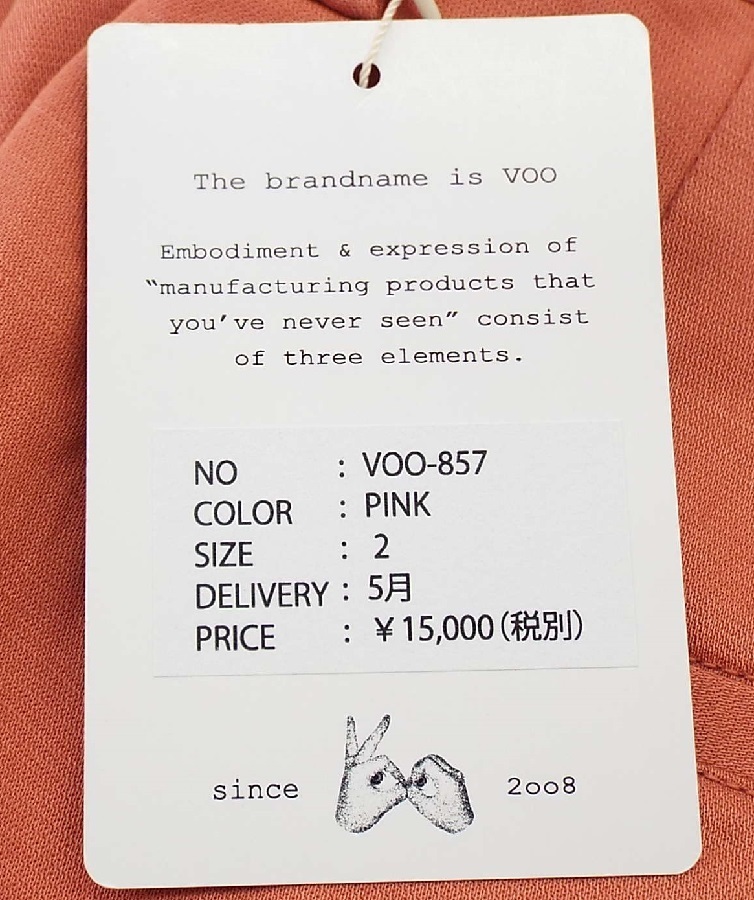 The brandname is VOO
Embodiment & expression of
“manufacturing products that
you’ve never seen” consist
of three elements.
NO : VOO-857
COLOR : PINK
SIZE : 2
DELIVERY : 5月
PRICE : ¥15,000(税別)
since 2008